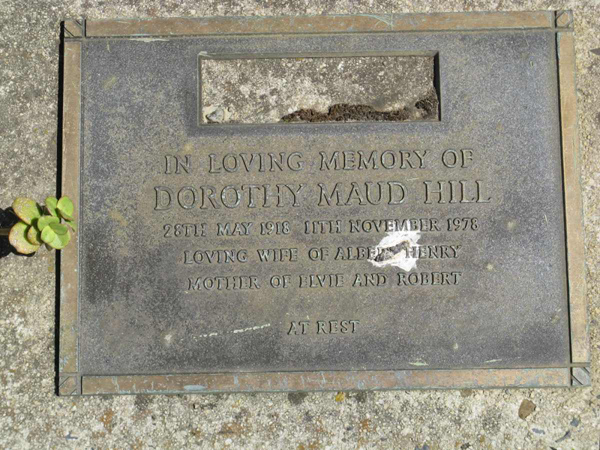 IN LOVING MEMORY OF
DOROTHY MAUD HILL
28TH MAY 1918 11TH NOVEMBER 1978
LOVING WIFE OF ALBERT HENRY
MOTHER OF ELVIE AND ROBERT
AT REST